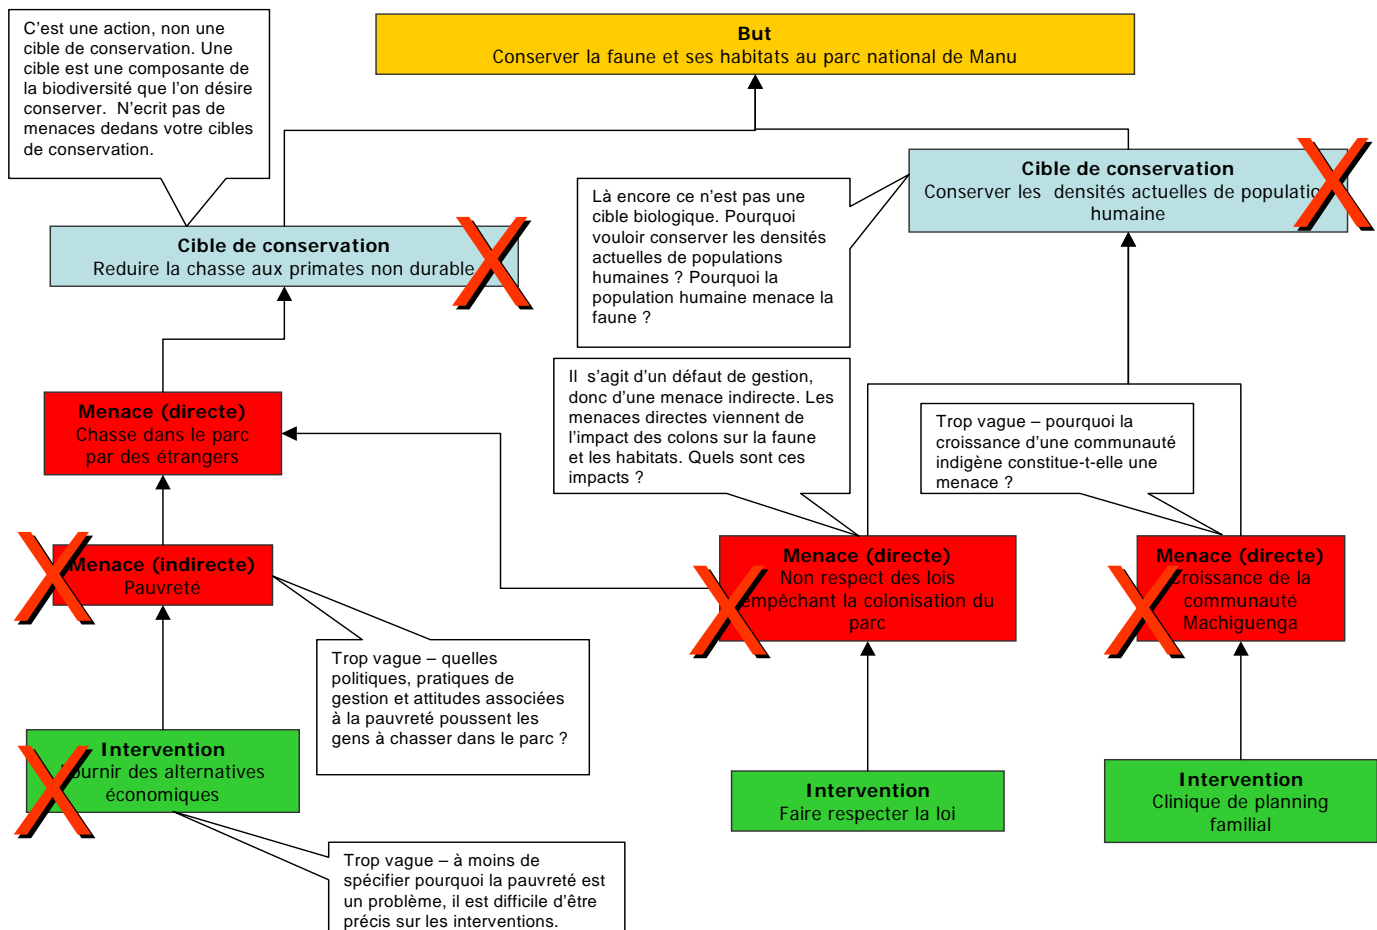 C'est une action, non une
cible de conservation. Une
cible est une composante de
la biodiversité que l'on désire
conserver.  N'ecrit pas de
menaces dedans votre cibles
de conservation.
But
Conserver la faune et ses habitats au parc national de Manu
Cible de conservation
Conserver les  densités actuelles de population
humaine
Là encore ce n'est pas une
cible biologique. Pourquoi
vouloir conserver les densités
actuelles de populations
humaines ? Pourquoi la
population humaine menace la
faune ?
Cible de conservation
Reduire la chasse aux primates non durable
Il  s'agit d'un défaut de gestion,
donc d'une menace indirecte. Les
menaces directes viennent de
l'impact des colons sur la faune
et les habitats. Quels sont ces
impacts ?
Trop vague – pourquoi la
croissance d'une communauté
indigène constitue-t-elle une
menace ?
Menace (directe)
Chasse dans le parc
par des étrangers
Menace (indirecte)
Pauvreté
Menace (directe)
Non respect des lois
empêchant la colonisation du
parc
Menace (directe)
Croissance de la
communauté
Machiguenga
Trop vague – quelles
politiques, pratiques de
gestion et attitudes associées
à la pauvreté poussent les
gens à chasser dans le parc ?
Intervention
Fournir des alternatives
économiques
Intervention
Faire respecter la loi
Intervention
Clinique de planning
familial
Trop vague – à moins de
spécifier pourquoi la pauvreté est
un problème, il est difficile d'être
précis sur les interventions.